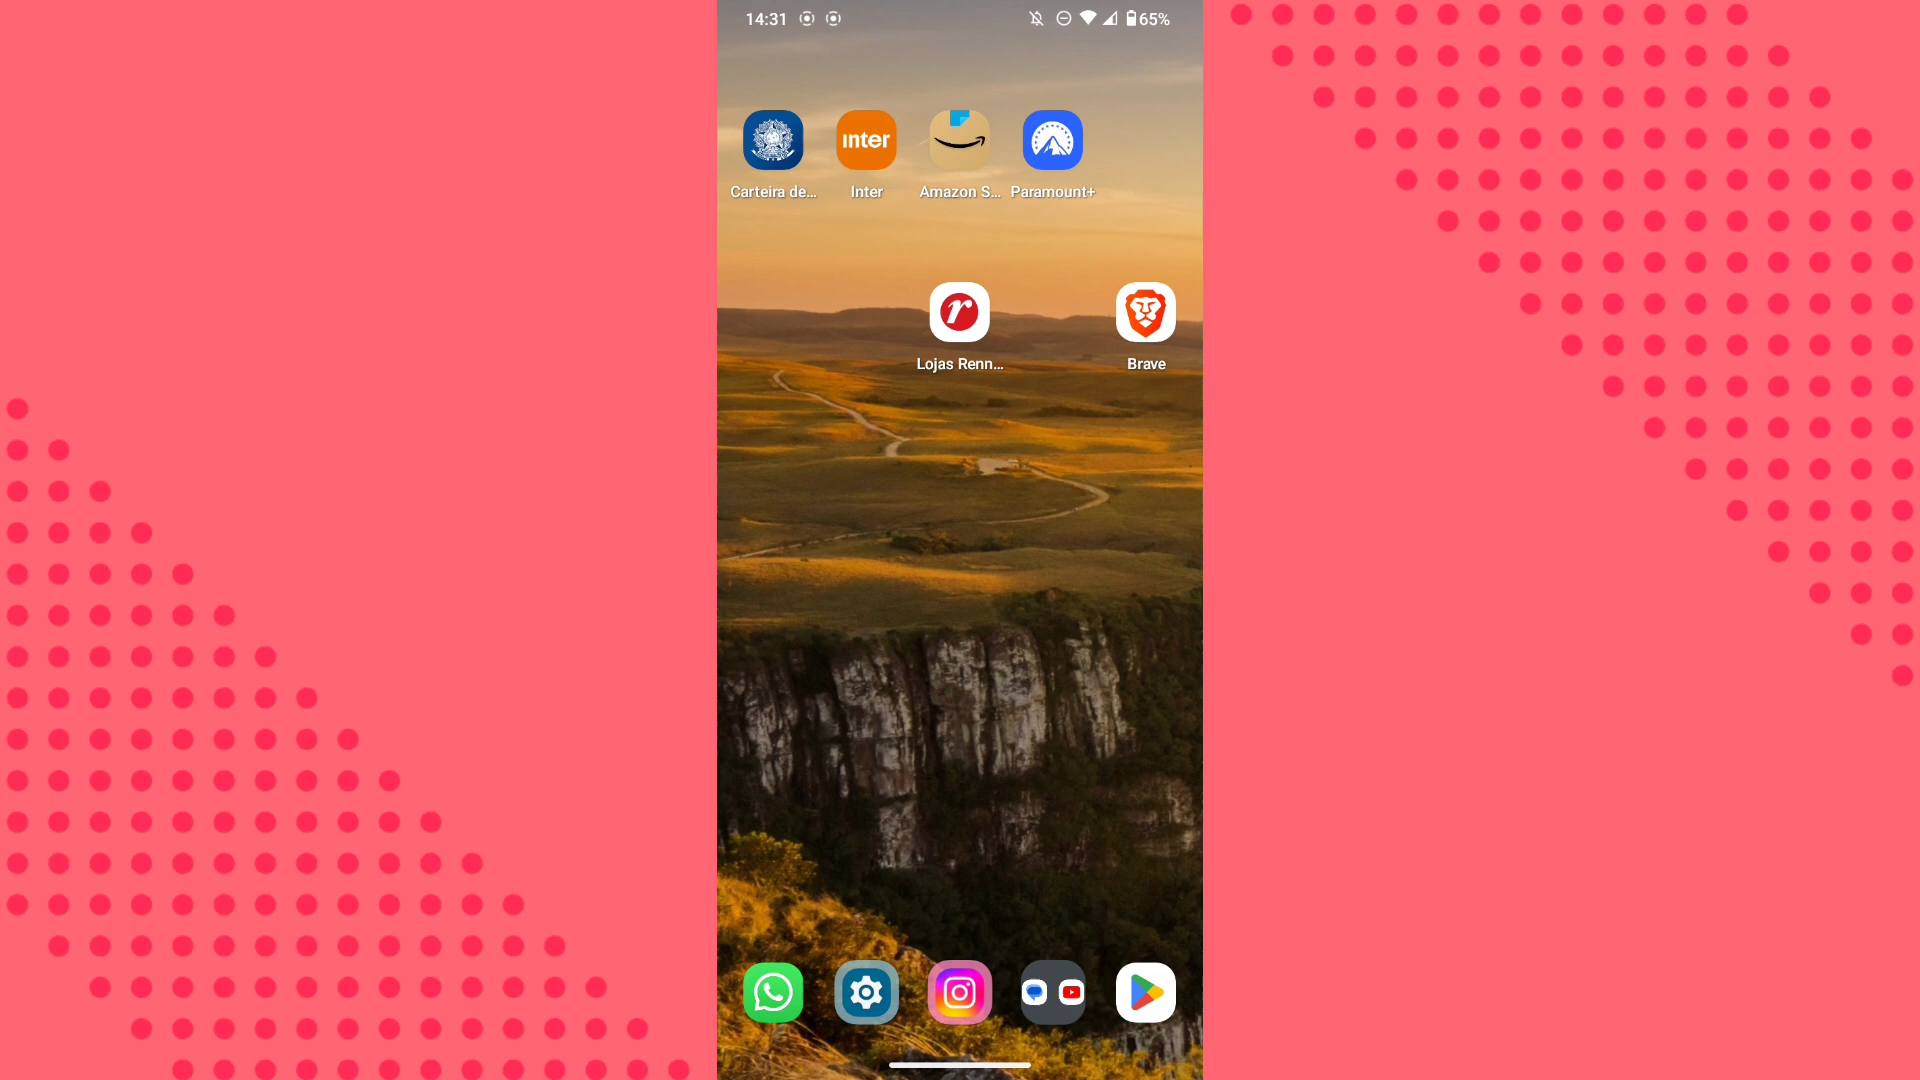 14:31
65%
inter
Carteira de...
Inter
Amazon S...
Paramount+
r
Lojas Renn...
Brave